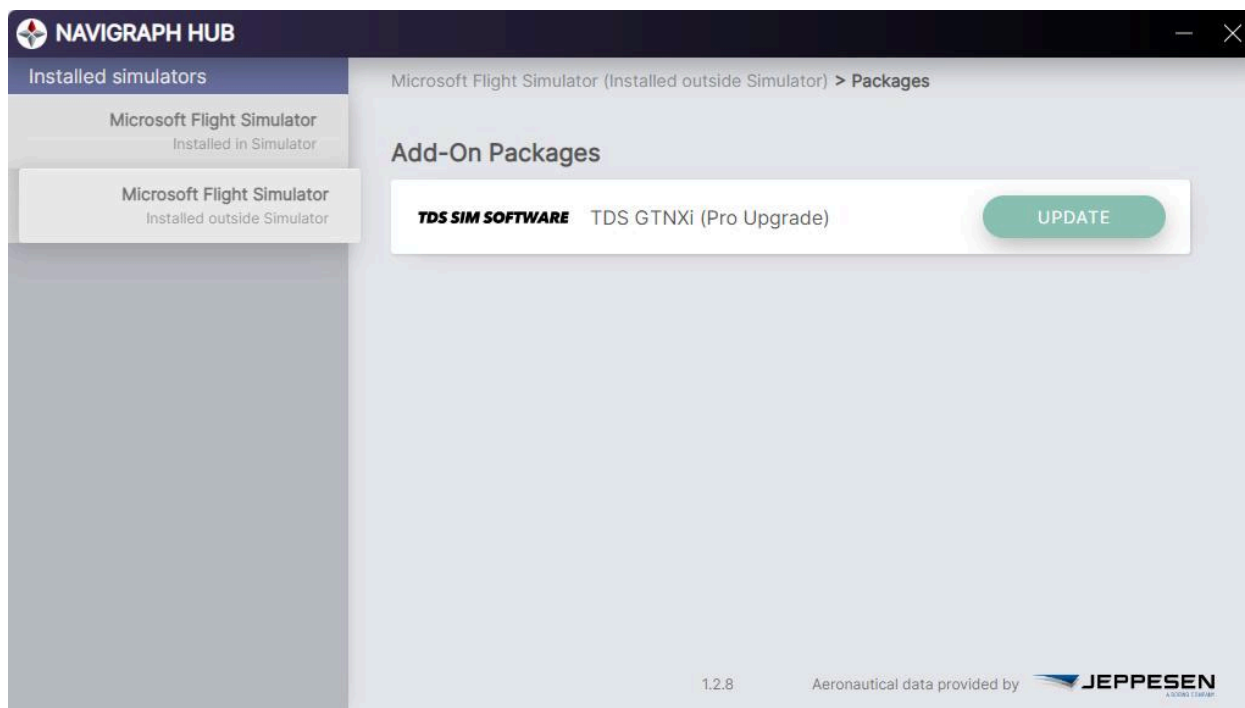 NAVIGRAPH HUB
Installed simulators
Microsoft Flight Simulator
Installed in Simulator
Microsoft Flight Simulator
Installed outside Simulator
Microsoft Flight Simulator (Installed outside Simulator) > Packages
Add-On Packages
TDS SIM SOFTWARE TDS GTNXi (Pro Upgrade) UPDATE
1.2.8 Aeronautical data provided by JEPPESEN
A BOEING COMPANY